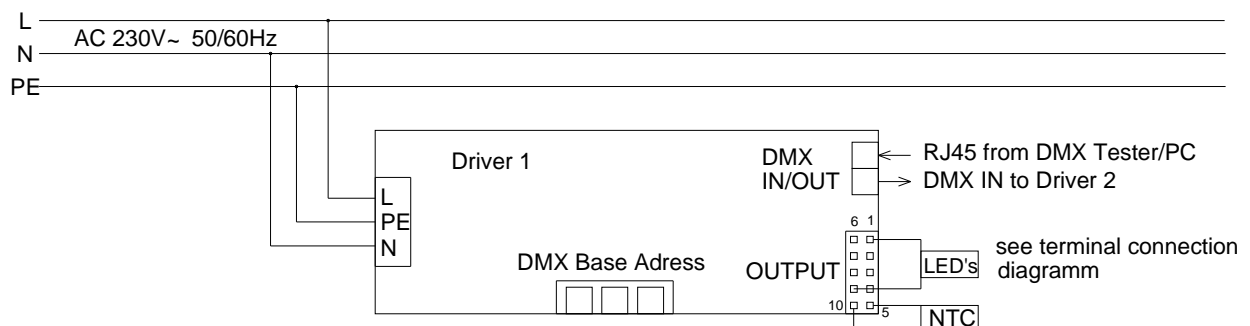 L
AC 230V~ 50/60Hz
N
PE
Driver 1
DMX
IN/OUT
RJ45 from DMX Tester/PC
DMX IN to Driver 2
L
PE
N
DMX Base Adress
6 1
OUTPUT
LED's
see terminal connection
diagramm
10
5
NTC